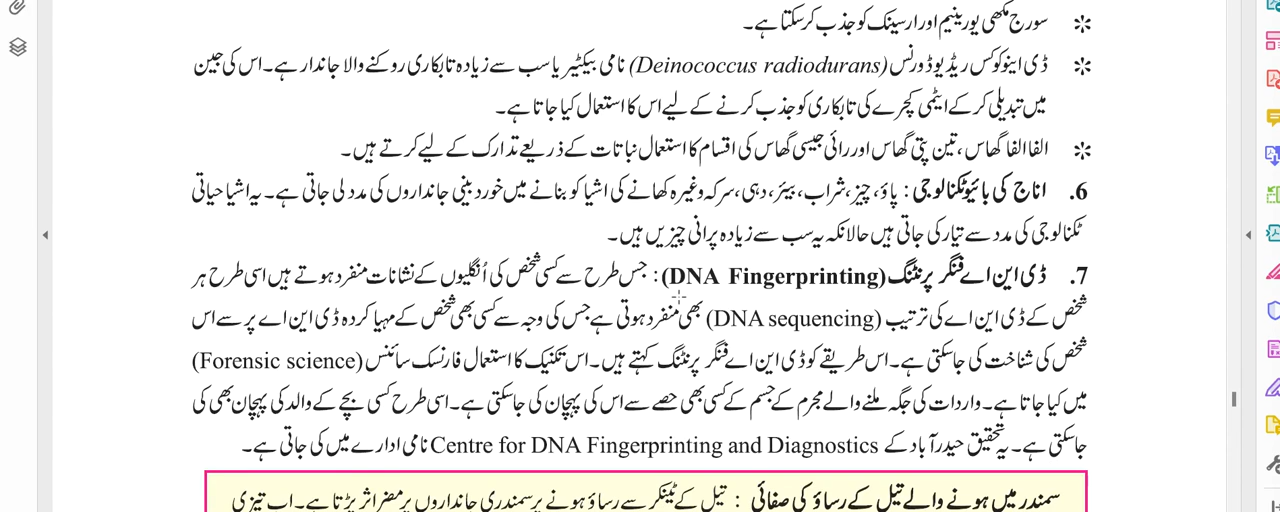 * سورج مکھی یورینیم اور ارسینک کو جذب کرسکتا ہے۔
* ڈی اینوکوکس ریڈیوڈورنس (Deinococcus radiodurans) نامی بیکٹیریا سب سے زیادہ تابکاری روکنے والا جاندار ہے۔ اس کی جین
میں تبدیلی کرکے ایٹمی کچرے کی تابکاری کو جذب کرنے کے لیے اس کا استعمال کیا جاتا ہے۔
* الفا الفا گھاس، تین پتی گھاس اور رائی جیسی گھاس کی اقسام کا استعمال نباتات کے ذریعے تدارک کے لیے کرتے ہیں۔
6. اناج کی بائیوٹکنالوجی : پاؤ، چیز، شراب، بیئر، دہی، سرکہ وغیرہ کھانے کی اشیا کو بنانے میں خوردبینی جانداروں کی مدد لی جاتی ہے۔ یہ اشیا حیاتی
ٹکنالوجی کی مدد سے تیار کی جاتی ہیں حالانکہ یہ سب سے زیادہ پرانی چیزیں ہیں۔
7. ڈی این اے فنگر پرنٹنگ (DNA Fingerprinting) : جس طرح سے کسی شخص کی اُنگلیوں کے نشانات منفرد ہوتے ہیں اسی طرح ہر
شخص کے ڈی این اے کی ترتیب (DNA sequencing) بھی منفرد ہوتی ہے جس کی وجہ سے کسی بھی شخص کے مہیا کردہ ڈی این اے پر سے اس
شخص کی شناخت کی جاسکتی ہے۔ اس طریقے کو ڈی این اے فنگر پرنٹنگ کہتے ہیں۔ اس تکنیک کا استعمال فارنسک سائنس (Forensic science)
میں کیا جاتا ہے۔ واردات کی جگہ ملنے والے مجرم کے جسم کے کسی بھی حصے سے اس کی پہچان کی جاسکتی ہے۔ اسی طرح کسی بچے کے والد کی پہچان بھی کی
جاسکتی ہے۔ یہ تحقیق حیدرآباد کے Centre for DNA Fingerprinting and Diagnostics نامی ادارے میں کی جاتی ہے۔
سمندر میں ہونے والے تیل کے رساؤ کی صفائی : تیل کے ٹینکر سے رساؤ ہونے پر سمندری جانداروں پر مضر اثر پڑتا ہے۔ اب تیزی